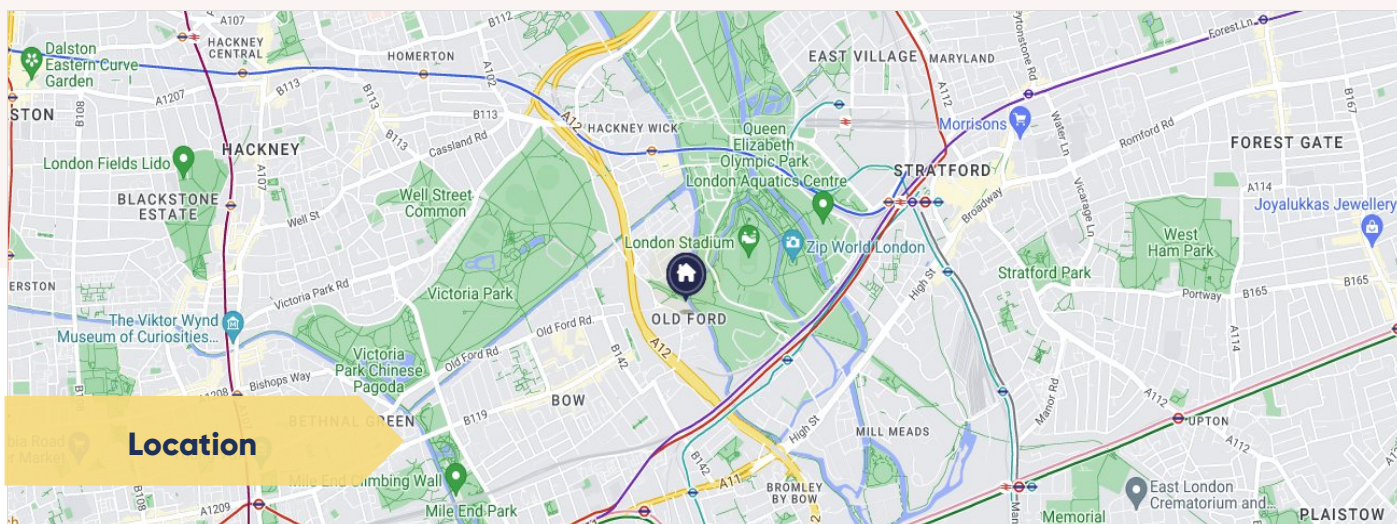 A107
B112
HACKNEY
CENTRAL
HOMERTON
EAST VILLAGE
MARYLAND
Forest Ln
Dalston
Eastern Curve
Garden
A102
B113
A112
B167
A1207
B108
B113
STON
B113
A12
HACKNEY WICK
Queen
Elizabeth
Olympic Park
Morrisons
Water Ln
Romford Rd
FOREST GATE
B113
Cassland Rd
HACKNEY
London Fields Lido
A107
London Aquatics Centre
STRATFORD
A114
BLACKSTONE
ESTATE
Well Street
Common
Well St
Broadway
Vicarage Ln
Joyalukkas Jewellery
London Stadium
Zip World London
West
Ham Park
Stratford Park
High St
ERSTON
Victoria Park Rd
Victoria Park
Portway
B165
B165
The Viktor Wynd
Museum of Curiosities...
OLD FORD
Old Ford Rd.
A114
B142
A12
Victoria
Park Chinese
Pagoda
Old Ford Rd.
Bishops Way
A1208
BOW
Manor Rd
A112
BETHNAL GREEN
B119
UPTON
Location
High St
MILL MEADS
A112
Mile End Climbing Wall
B142
A11
BROMLEY
BY BOW
East London
Crematorium and...
B108
A1209
Mile End Park
Memorial
PLAISTOW